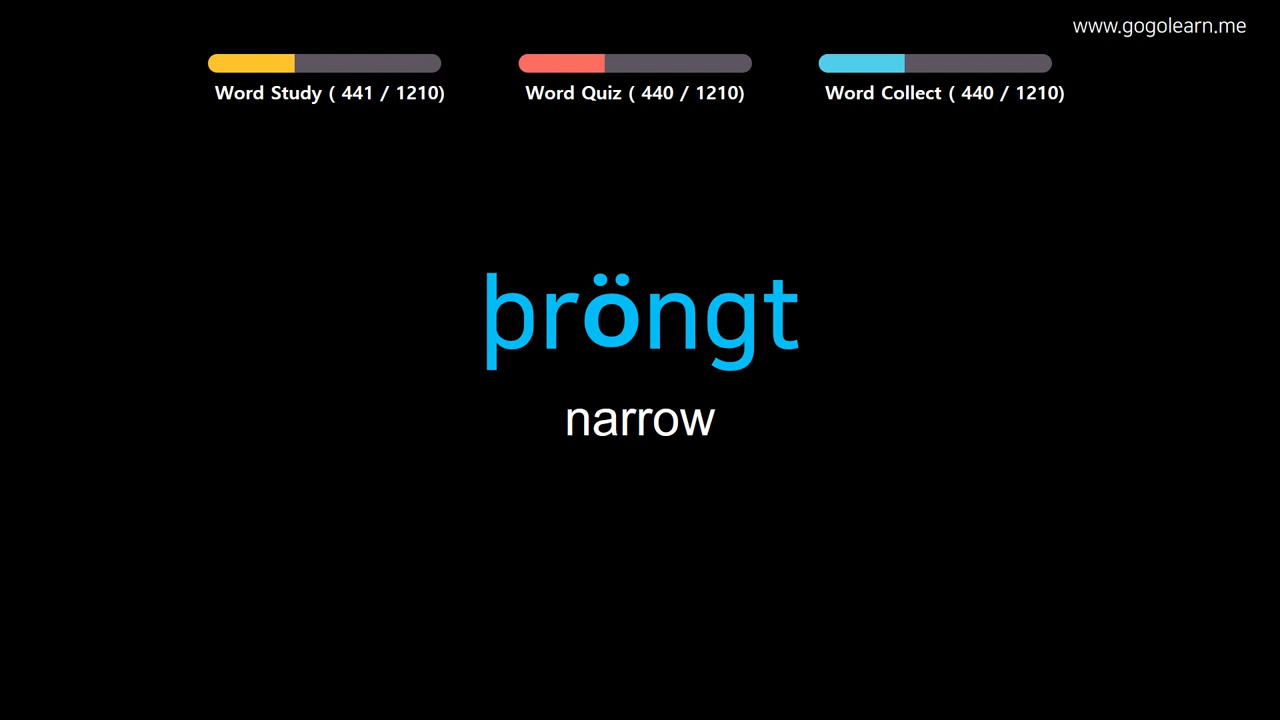 www.gogolearn.me
Word Study ( 441 / 1210)
Word Quiz ( 440 / 1210)
Word Collect ( 440 / 1210)
þröngt
narrow